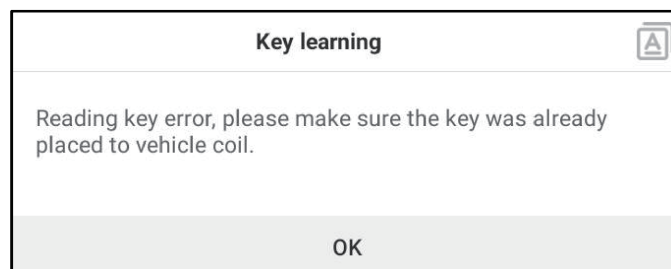 Key learning
A
Reading key error, please make sure the key was already
placed to vehicle coil.
OK